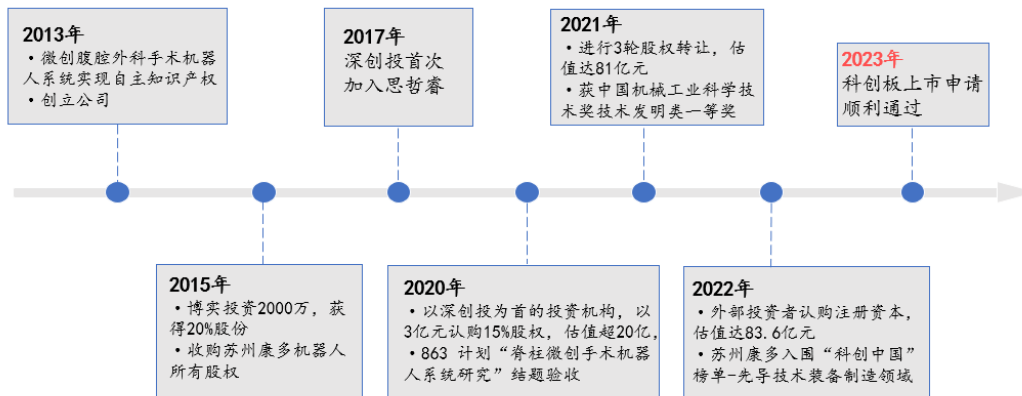 2013年
·微创腹腔外科手术机器
人系统实现自主知识产权
·创立公司
2015年
·博实投资2000万，获
得20%股份
·收购苏州康多机器人
所有股权
2017年
深创投首次
加入思哲睿
2020年
·以深创投为首的投资机构，以
3亿元认购15%股权，估值超20亿，
·863 计划“脊柱微创手术机器
人系统研究”结题验收
2021年
·进行3轮股权转让，估
值达81亿元
·获中国机械工业科学技
术奖技术发明类一等奖
2022年
·外部投资者认购注册资本，
估值达83.6亿元
·苏州康多入围“科创中国”
榜单-先导技术装备制造领域
2023年
科创板上市申请
顺利通过